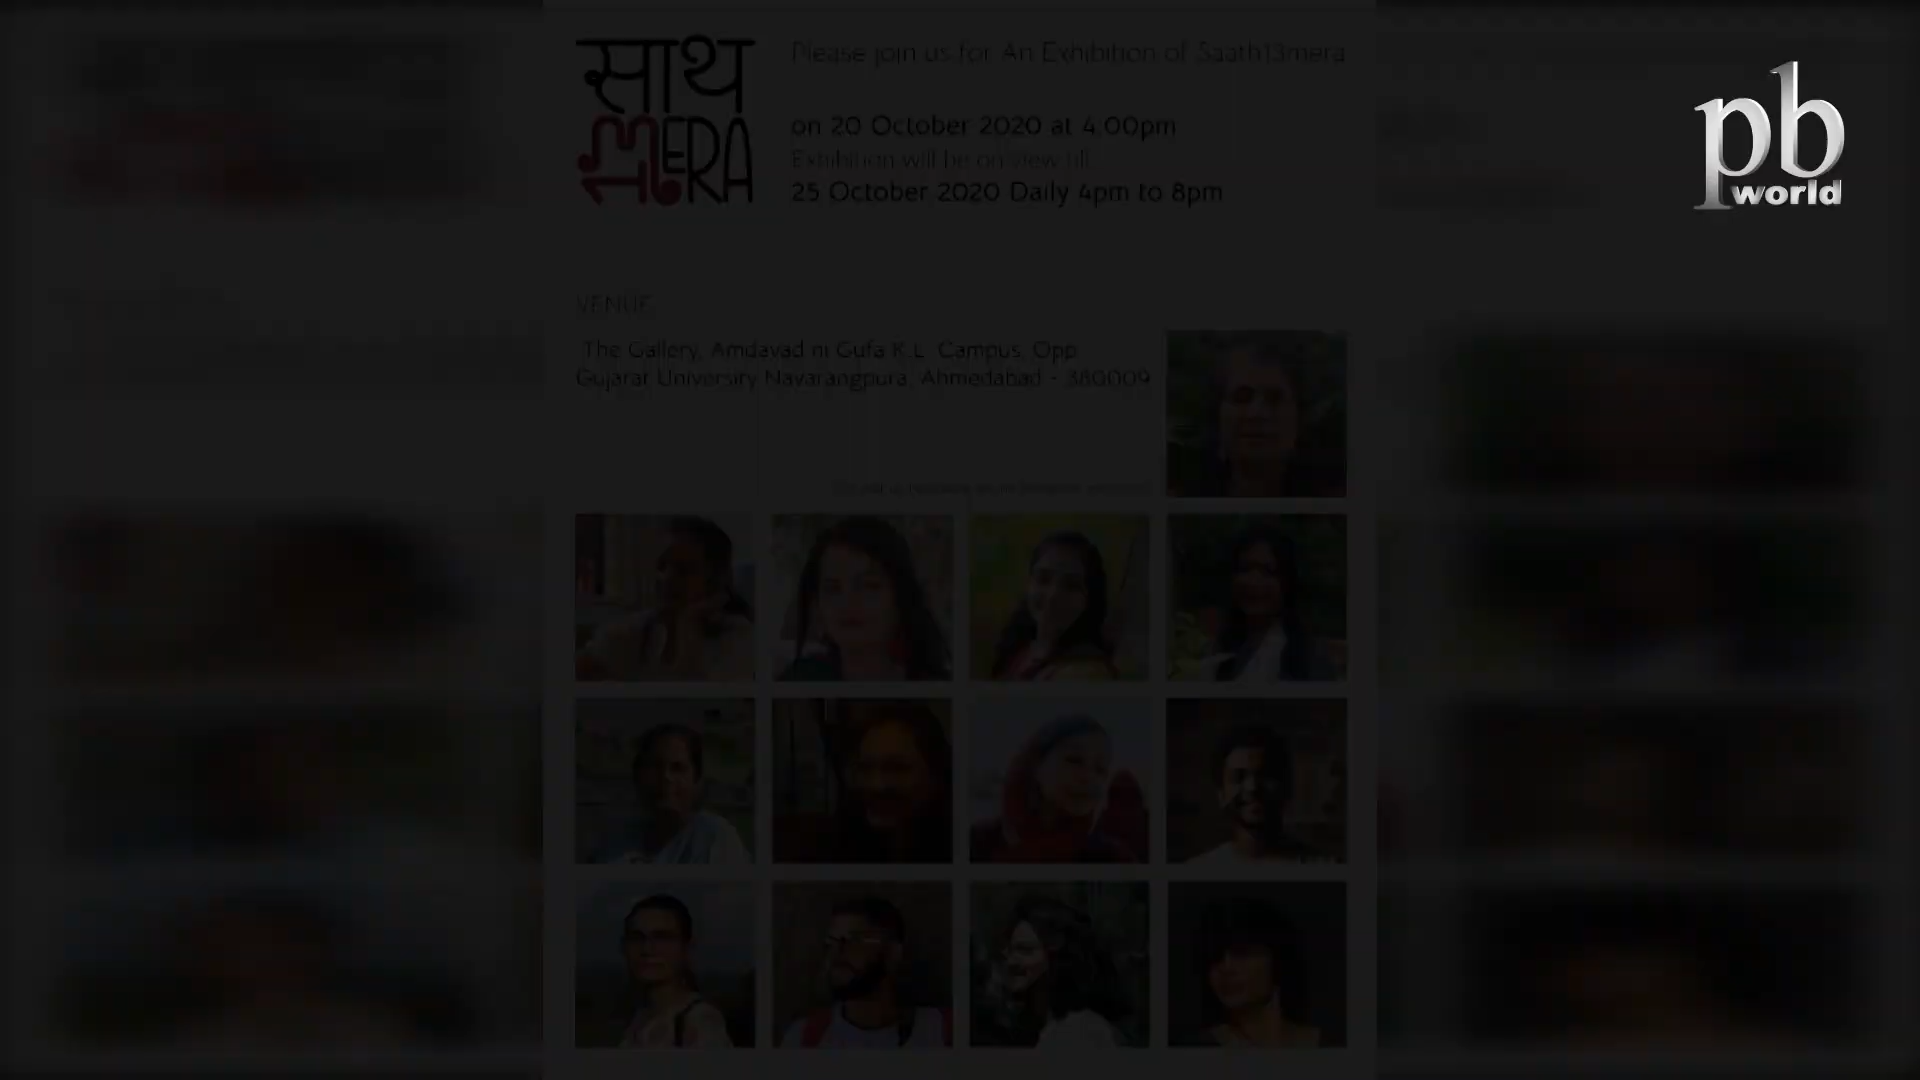 साथ
13MERA
Please join us for An Exhibition of Saath13mera
on 20 October 2020 at 4.00pm
Exhibition will be on view till
25 October 2020 Daily 4pm to 8pm
pb
world
VENUE
The Gallery, Amdavad ni Gufa K.L. Campus, Opp
Gujarat University Navarangpura, Ahmedabad - 380009